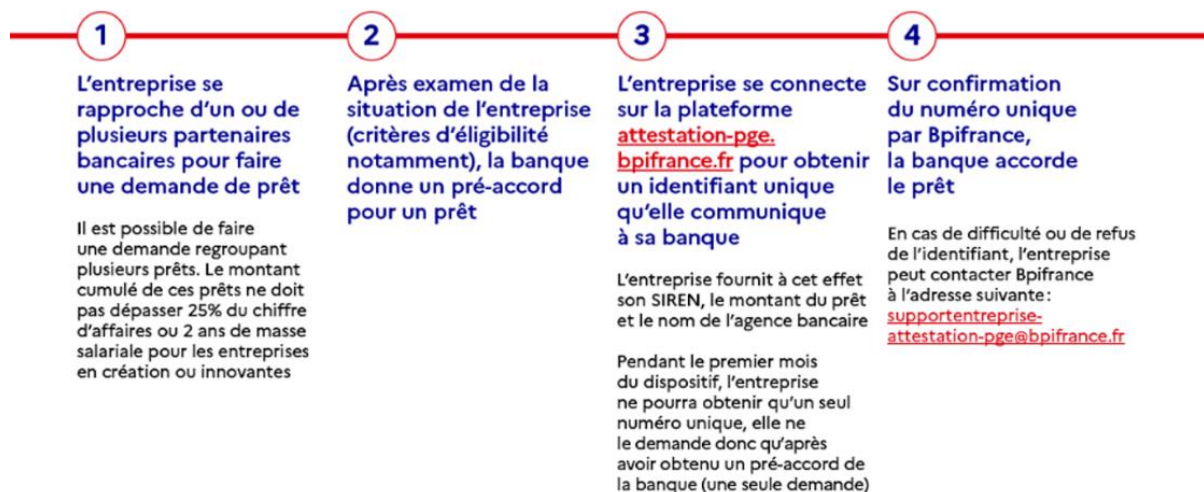 1
L'entreprise se
rapproche d'un ou de
plusieurs partenaires
bancaires pour faire
une demande de prêt
Il est possible de faire
une demande regroupant
plusieurs prêts. Le montant
cumulé de ces prêts ne doit
pas dépasser 25% du chiffre
d'affaires ou 2 ans de masse
salariale pour les entreprises
en création ou innovantes
2
Après examen de la
situation de l'entreprise
(critères d'éligibilité
notamment), la banque
donne un pré-accord
pour un prêt
3
L'entreprise se connecte
sur la plateforme
attestation-pge.
bpifrance.fr pour obtenir
un identifiant unique
qu'elle communique
à sa banque
L'entreprise fournit à cet effet
son SIREN, le montant du prêt
et le nom de l'agence bancaire
Pendant le premier mois
du dispositif, l'entreprise
ne pourra obtenir qu'un seul
numéro unique, elle ne
le demande donc qu'après
avoir obtenu un pré-accord de
la banque (une seule demande)
4
Sur confirmation
du numéro unique
par Bpifrance,
la banque accorde
le prêt
En cas de difficulté ou de refus
de l'identifiant, l'entreprise
peut contacter Bpifrance
à l'adresse suivante :
supportentreprise-
attestation-pge@bpifrance.fr